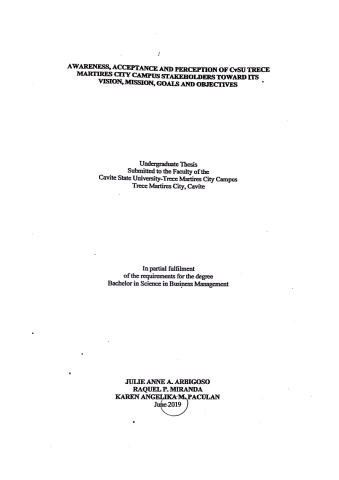 AWARENESS, ACCEPTANCE AND PERCEPTION OF CvSU TRECE
MARTIRES CITY CAMPUS STAKEHOLDERS TOWARD ITS
VISION, MISSION, GOALS AND OBJECTIVES
Undergraduate Thesis
Submitted to the Faculty of the
Cavite State University-Trece Martires City Campus
Trece Martires City, Cavite
In partial fulfilment
of the requirements for the degree
Bachelor in Science in Business Management
JULIE ANNE A. ARBIGOSO
RAQUEL P. MIRANDA
KAREN ANGELIKA M. PACULAN
June 2019